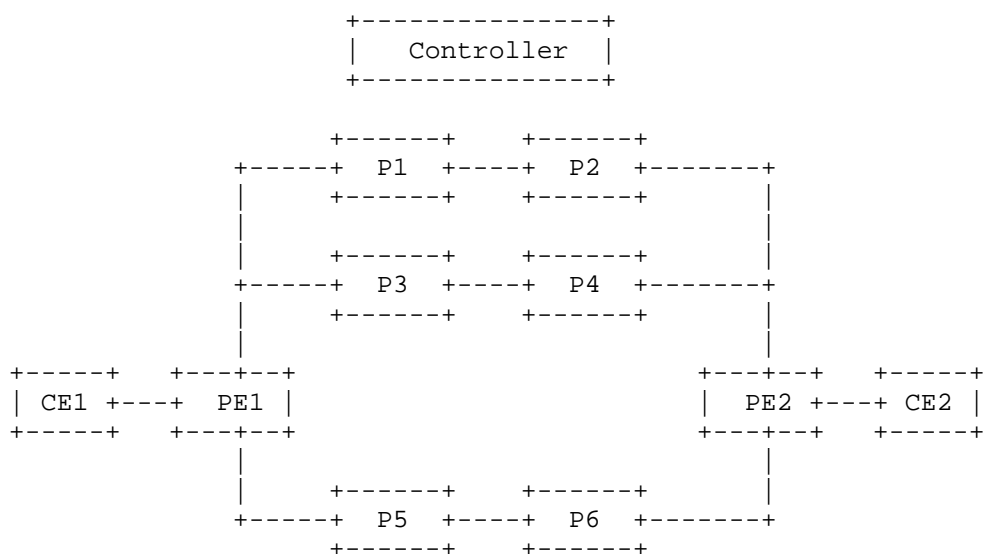 Controller
P1 P2
P3 P4
CE1 PE1 PE2 CE2
P5 P6